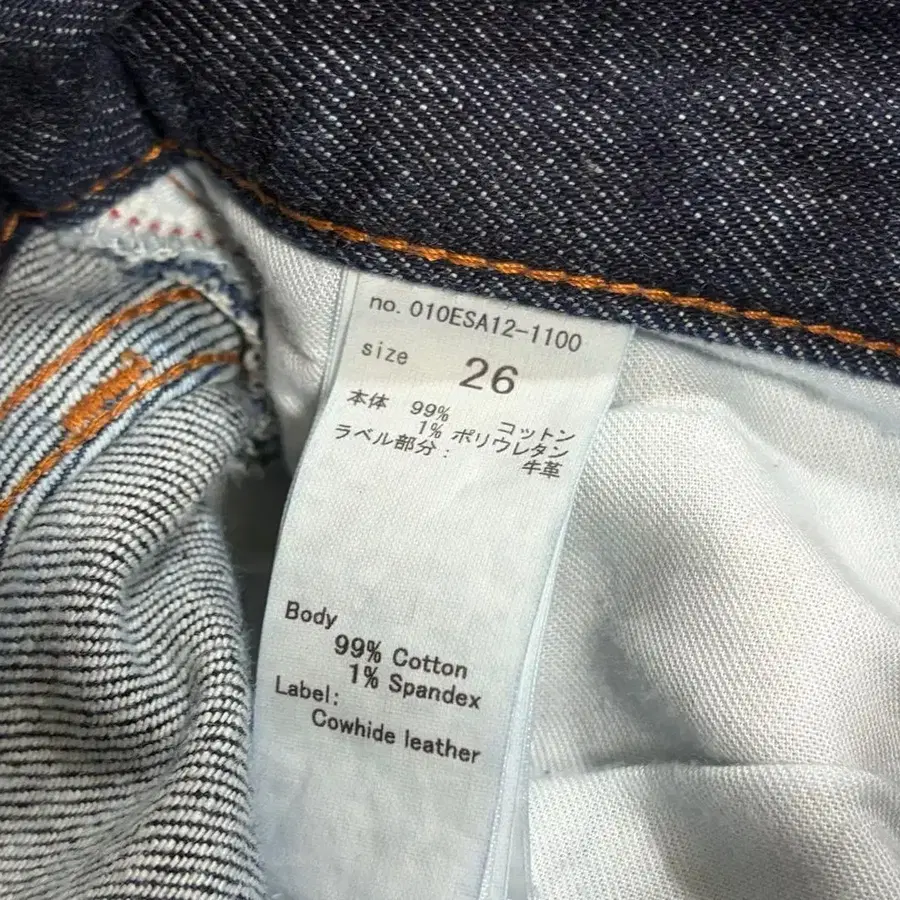 no. 010ESA12-1100
size 26
本体 99% コットン
1% ポリウレタン
ラベル部分: 牛革
Body
99% Cotton
1% Spandex
Label:
Cowhide leather